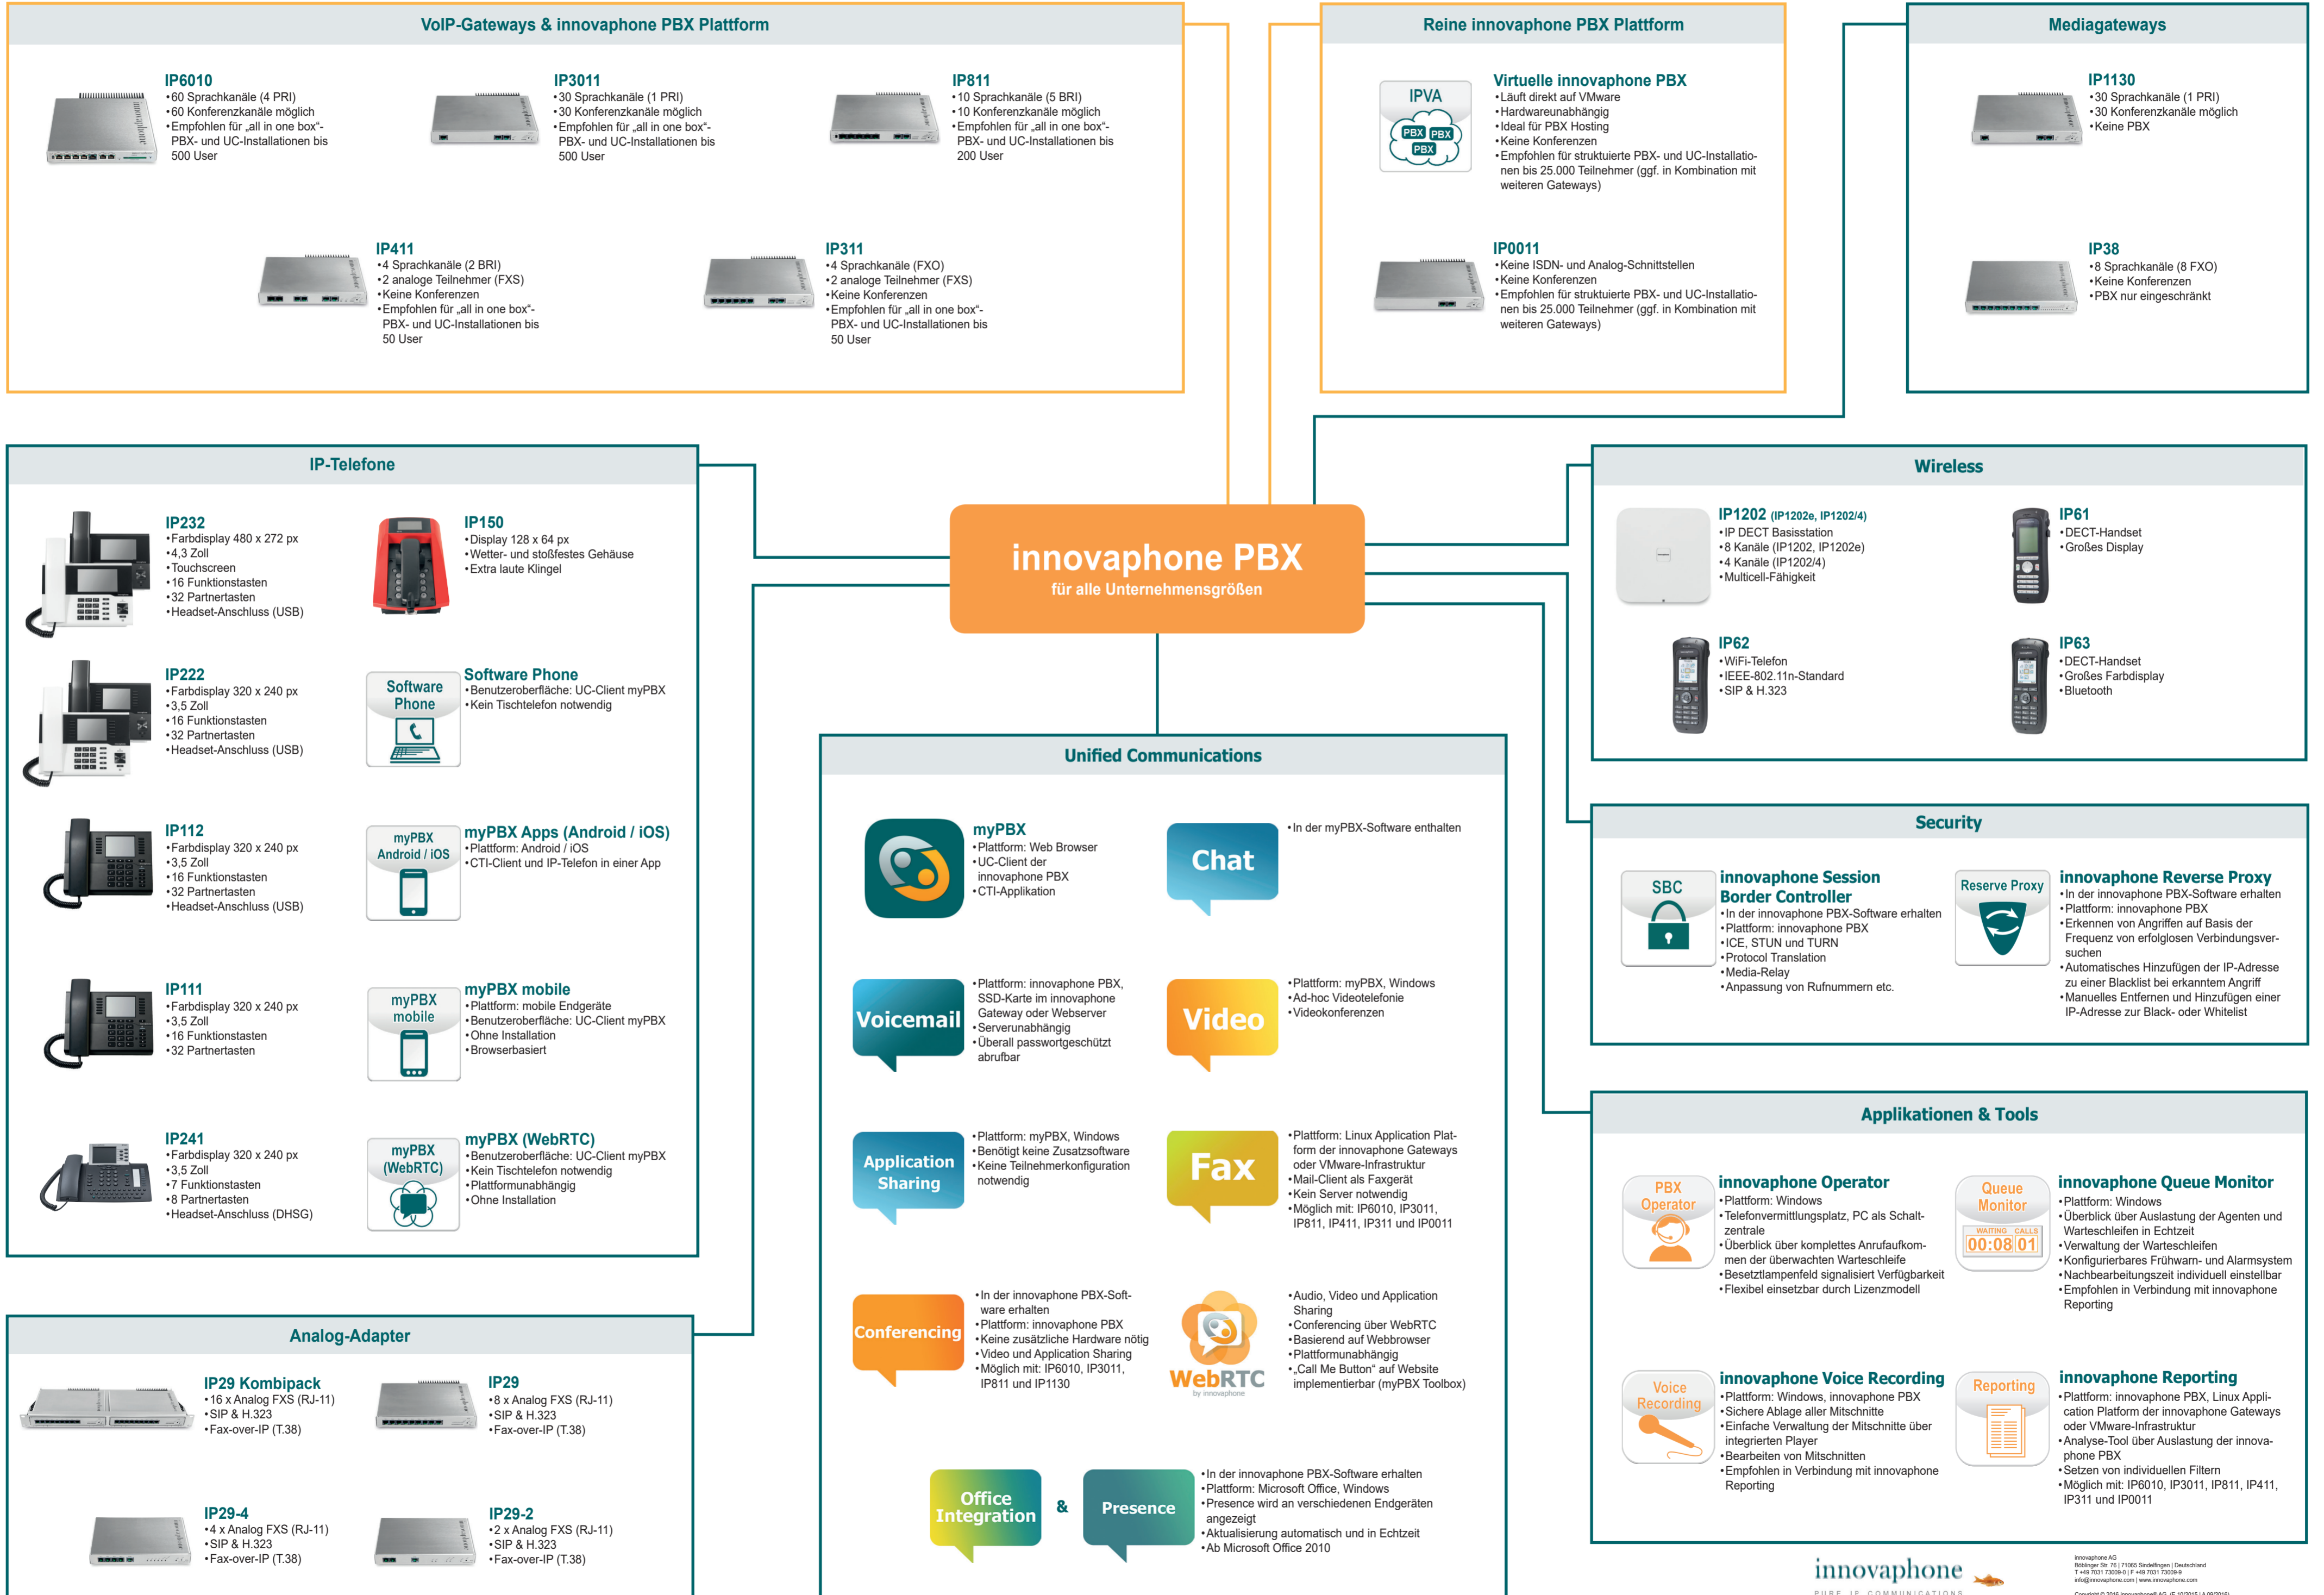 VoIP-Gateways & innovaphone PBX Plattform
IP6010
•60 Sprachkanäle (4 PRI)
•60 Konferenzkanäle möglich
•Empfohlen für „all in one box“-
PBX- und UC-Installationen bis
500 User
IP3011
•30 Sprachkanäle (1 PRI)
•30 Konferenzkanäle möglich
•Empfohlen für „all in one box“-
PBX- und UC-Installationen bis
500 User
IP811
•10 Sprachkanäle (5 BRI)
•10 Konferenzkanäle möglich
•Empfohlen für „all in one box“-
PBX- und UC-Installationen bis
200 User
IP411
•4 Sprachkanäle (2 BRI)
•2 analoge Teilnehmer (FXS)
•Keine Konferenzen
•Empfohlen für „all in one box“-
PBX- und UC-Installationen bis
50 User
IP311
•4 Sprachkanäle (FXO)
•2 analoge Teilnehmer (FXS)
•Keine Konferenzen
•Empfohlen für „all in one box“-
PBX- und UC-Installationen bis
50 User
Reine innovaphone PBX Plattform
IPVA
PBX PBX
PBX
Virtuelle innovaphone PBX
•Läuft direkt auf VMware
•Hardwareunabhängig
•Ideal für PBX Hosting
•Keine Konferenzen
•Empfohlen für struktuierte PBX- und UC-Installatio-
nen bis 25.000 Teilnehmer (ggf. in Kombination mit
weiteren Gateways)
IP0011
•Keine ISDN- und Analog-Schnittstellen
•Keine Konferenzen
•Empfohlen für struktuierte PBX- und UC-Installatio-
nen bis 25.000 Teilnehmer (ggf. in Kombination mit
weiteren Gateways)
Mediagateways
IP1130
•30 Sprachkanäle (1 PRI)
•30 Konferenzkanäle möglich
•Keine PBX
IP38
•8 Sprachkanäle (8 FXO)
•Keine Konferenzen
•PBX nur eingeschränkt
IP-Telefone
IP232
•Farbdisplay 480 x 272 px
•4,3 Zoll
•Touchscreen
•16 Funktionstasten
•32 Partnertasten
•Headset-Anschluss (USB)
IP150
•Display 128 x 64 px
•Wetter- und stoßfestes Gehäuse
•Extra laute Klingel
IP222
•Farbdisplay 320 x 240 px
•3,5 Zoll
•16 Funktionstasten
•32 Partnertasten
•Headset-Anschluss (USB)
Software
Phone
Software Phone
•Benutzeroberfläche: UC-Client myPBX
•Kein Tischtelefon notwendig
IP112
•Farbdisplay 320 x 240 px
•3,5 Zoll
•16 Funktionstasten
•32 Partnertasten
•Headset-Anschluss (USB)
myPBX
Android / iOS
myPBX Apps (Android / iOS)
•Plattform: Android / iOS
•CTI-Client und IP-Telefon in einer App
IP111
•Farbdisplay 320 x 240 px
•3,5 Zoll
•16 Funktionstasten
•32 Partnertasten
myPBX
mobile
myPBX mobile
•Plattform: mobile Endgeräte
•Benutzeroberfläche: UC-Client myPBX
•Ohne Installation
•Browserbasiert
IP241
•Farbdisplay 320 x 240 px
•3,5 Zoll
•7 Funktionstasten
•8 Partnertasten
•Headset-Anschluss (DHSG)
myPBX
(WebRTC)
myPBX (WebRTC)
•Benutzeroberfläche: UC-Client myPBX
•Kein Tischtelefon notwendig
•Plattformunabhängig
•Ohne Installation
Analog-Adapter
IP29 Kombipack
•16 x Analog FXS (RJ-11)
•SIP & H.323
•Fax-over-IP (T.38)
IP29
•8 x Analog FXS (RJ-11)
•SIP & H.323
•Fax-over-IP (T.38)
IP29-4
•4 x Analog FXS (RJ-11)
•SIP & H.323
•Fax-over-IP (T.38)
IP29-2
•2 x Analog FXS (RJ-11)
•SIP & H.323
•Fax-over-IP (T.38)
innovaphone PBX
für alle Unternehmensgrößen
Unified Communications
myPBX
•Plattform: Web Browser
•UC-Client der
innovaphone PBX
•CTI-Applikation
Chat
•In der myPBX-Software enthalten
Voicemail
•Plattform: innovaphone PBX,
SSD-Karte im innovaphone
Gateway oder Webserver
•Serverunabhängig
•Überall passwortgeschützt
abrufbar
Video
•Plattform: myPBX, Windows
•Ad-hoc Videotelefonie
•Videokonferenzen
Application
Sharing
•Plattform: myPBX, Windows
•Benötigt keine Zusatzsoftware
•Keine Teilnehmerkonfiguration
notwendig
Fax
•Plattform: Linux Application Plat-
form der innovaphone Gateways
oder VMware-Infrastruktur
•Mail-Client als Faxgerät
•Kein Server notwendig
•Möglich mit: IP6010, IP3011,
IP811, IP411, IP311 und IP0011
Conferencing
•In der innovaphone PBX-Soft-
ware erhalten
•Plattform: innovaphone PBX
•Keine zusätzliche Hardware nötig
•Video und Application Sharing
•Möglich mit: IP6010, IP3011,
IP811 und IP1130
WebRTC
by innovaphone
•Audio, Video und Application
Sharing
•Conferencing über WebRTC
•Basierend auf Webbrowser
•Plattformunabhängig
•„Call Me Button“ auf Website
implementierbar (myPBX Toolbox)
Office
Integration
&
Presence
•In der innovaphone PBX-Software erhalten
•Plattform: Microsoft Office, Windows
•Presence wird an verschiedenen Endgeräten
angezeigt
•Aktualisierung automatisch und in Echtzeit
•Ab Microsoft Office 2010
Wireless
IP1202 (IP1202e, IP1202/4)
•IP DECT Basisstation
•8 Kanäle (IP1202, IP1202e)
•4 Kanäle (IP1202/4)
•Multicell-Fähigkeit
IP61
•DECT-Handset
•Großes Display
IP62
•WiFi-Telefon
•IEEE-802.11n-Standard
•SIP & H.323
IP63
•DECT-Handset
•Großes Farbdisplay
•Bluetooth
Security
SBC
innovaphone Session
Border Controller
•In der innovaphone PBX-Software erhalten
•Plattform: innovaphone PBX
•ICE, STUN und TURN
•Protocol Translation
•Media-Relay
•Anpassung von Rufnummern etc.
Reserve Proxy
innovaphone Reverse Proxy
•In der innovaphone PBX-Software erhalten
•Plattform: innovaphone PBX
•Erkennen von Angriffen auf Basis der
Frequenz von erfolglosen Verbindungsver-
suchen
•Automatisches Hinzufügen der IP-Adresse
zu einer Blacklist bei erkanntem Angriff
•Manuelles Entfernen und Hinzufügen einer
IP-Adresse zur Black- oder Whitelist
Applikationen & Tools
PBX
Operator
innovaphone Operator
•Plattform: Windows
•Telefonvermittlungsplatz, PC als Schalt-
zentrale
•Überblick über komplettes Anrufaufkom-
men der überwachten Warteschleife
•Besetztlampenfeld signalisiert Verfügbarkeit
•Flexibel einsetzbar durch Lizenzmodell
Queue
Monitor
WAITING CALLS
00:08 01
innovaphone Queue Monitor
•Plattform: Windows
•Überblick über Auslastung der Agenten und
Warteschleifen in Echtzeit
•Verwaltung der Warteschleifen
•Konfigurierbares Frühwarn- und Alarmsystem
•Nachbearbeitungszeit individuell einstellbar
•Empfohlen in Verbindung mit innovaphone
Reporting
Voice
Recording
innovaphone Voice Recording
•Plattform: Windows, innovaphone PBX
•Sichere Ablage aller Mitschnitte
•Einfache Verwaltung der Mitschnitte über
integrierten Player
•Bearbeiten von Mitschnitten
•Empfohlen in Verbindung mit innovaphone
Reporting
Reporting
innovaphone Reporting
•Plattform: innovaphone PBX, Linux Appli-
cation Platform der innovaphone Gateways
oder VMware-Infrastruktur
•Analyse-Tool über Auslastung der innova-
phone PBX
•Setzen von individuellen Filtern
•Möglich mit: IP6010, IP3011, IP811, IP411,
IP311 und IP0011
innovaphone
PURE IP COMMUNICATIONS
innovaphone AG
Böblinger Str. 76 | 71065 Sindelfingen | Deutschland
T +49 7031 73009-0 | F +49 7031 73009-9
info@innovaphone.com | www.innovaphone.com
Copyright © 2016 innovaphone® AG, (E 10/2015 | A 09/2016)